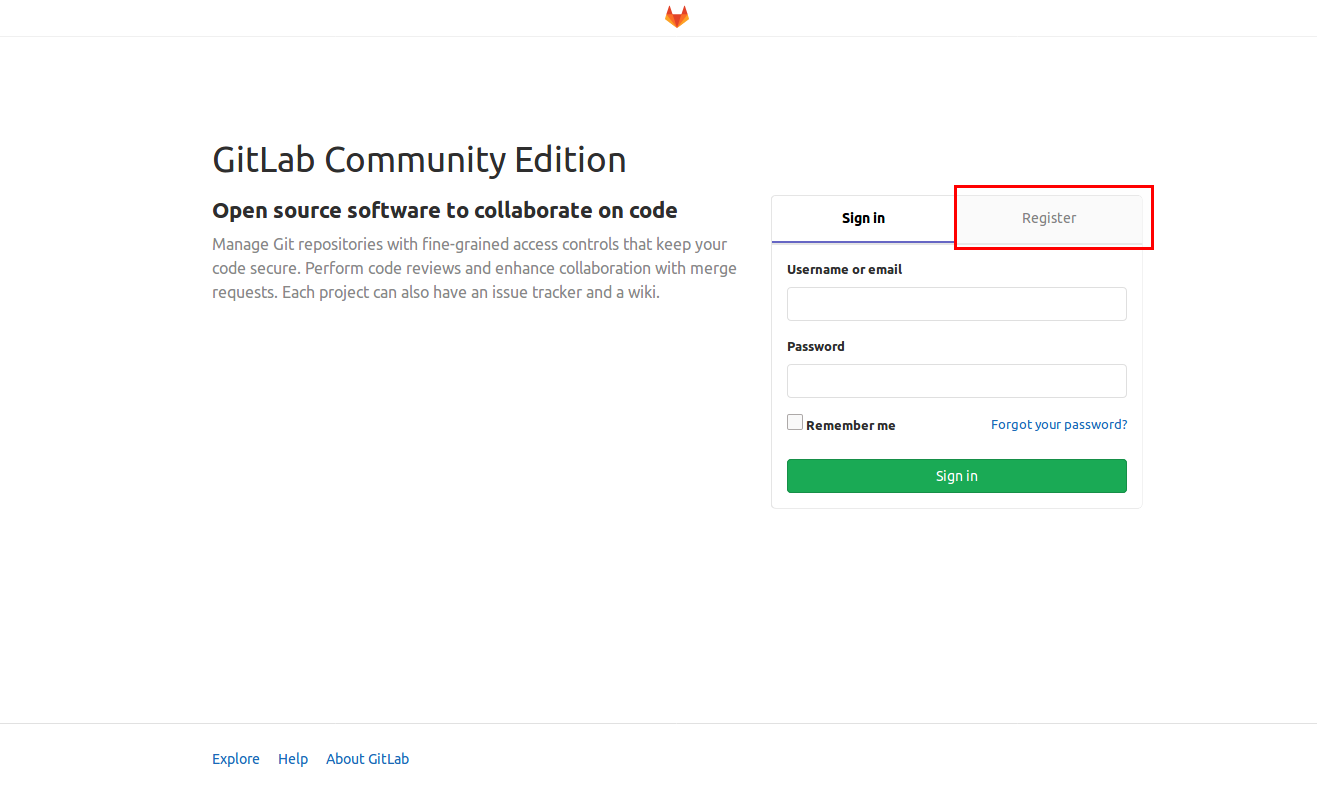 GitLab Community Edition
Open source software to collaborate on code
Manage Git repositories with fine-grained access controls that keep your
code secure. Perform code reviews and enhance collaboration with merge
requests. Each project can also have an issue tracker and a wiki.
Sign in
Register
Username or email
Password
Remember me
Forgot your password?
Sign in
Explore
Help
About GitLab